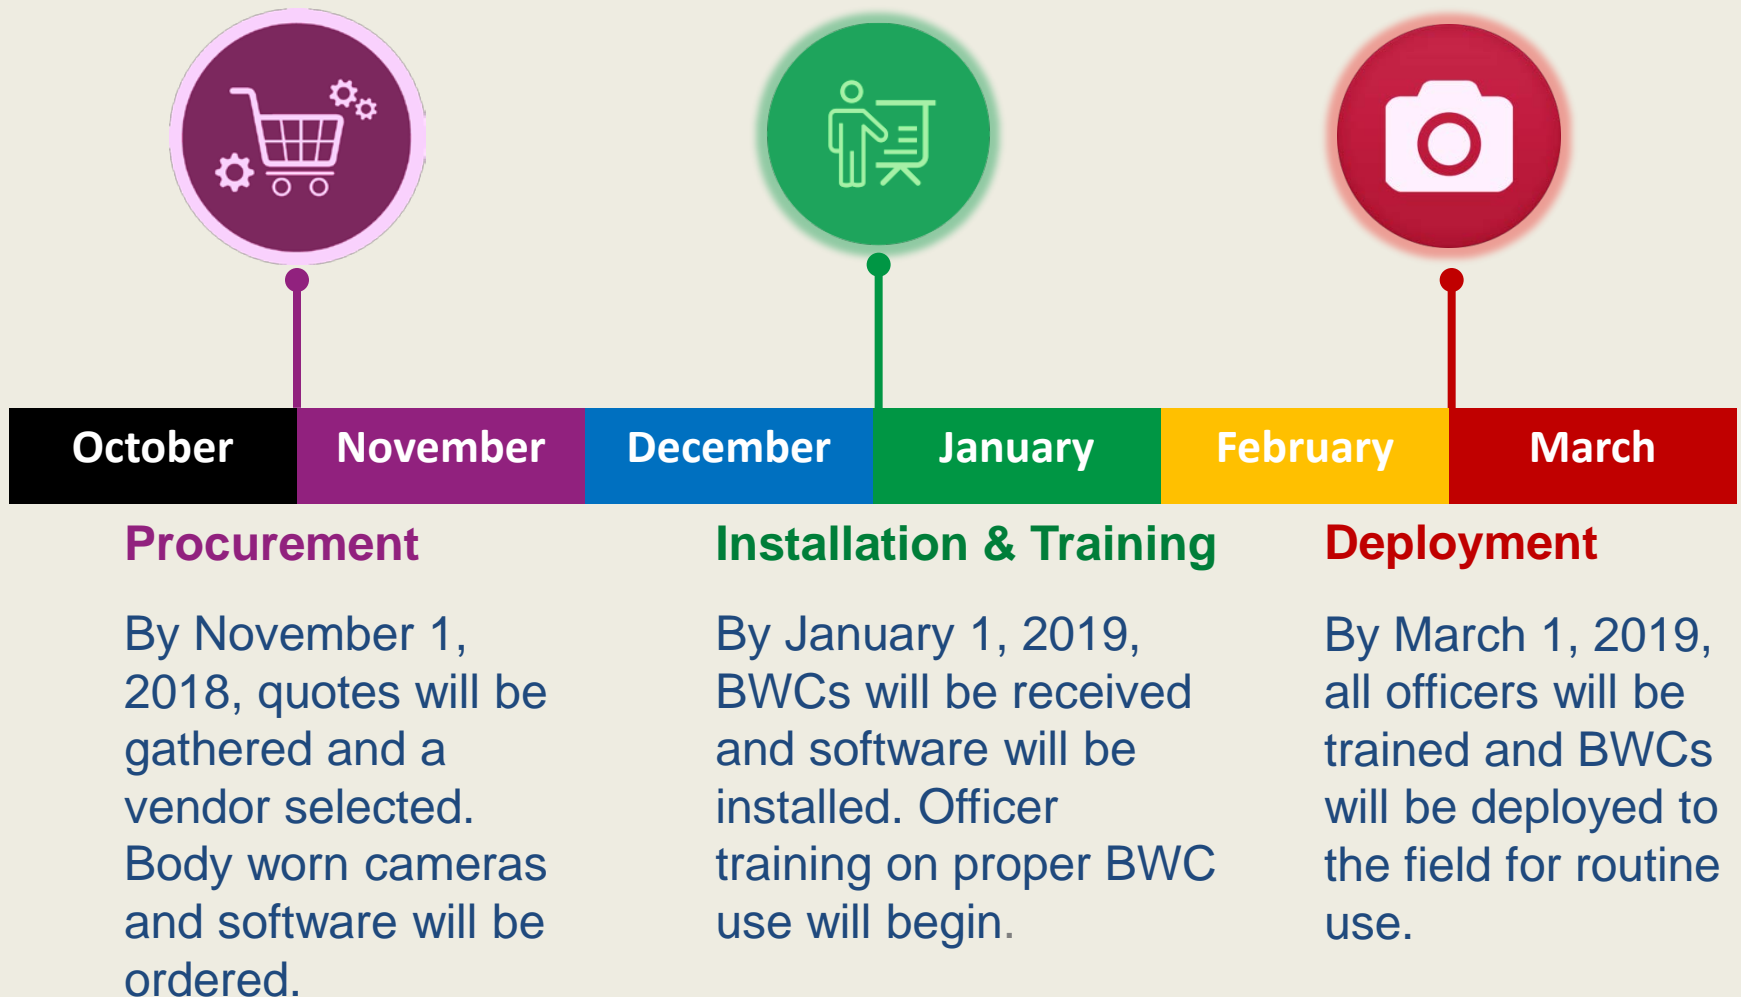 October November December January February March
Procurement
By November 1,
2018, quotes will be
gathered and a
vendor selected.
Body worn cameras
and software will be
ordered.
Installation & Training
By January 1, 2019,
BWCs will be received
and software will be
installed. Officer
training on proper BWC
use will begin.
Deployment
By March 1, 2019,
all officers will be
trained and BWCs
will be deployed to
the field for routine
use.